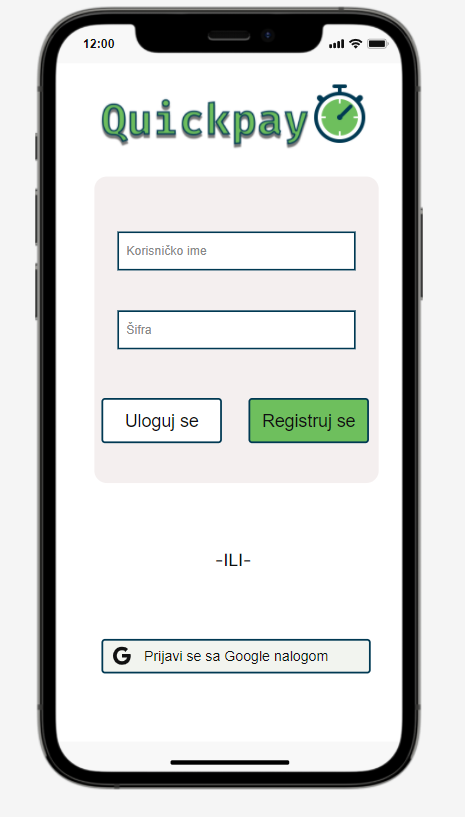 12:00
Quickpay
Korisničko ime
Šifra
Uloguj se
Registruj se
-ILI-
G
Prijavi se sa Google nalogom